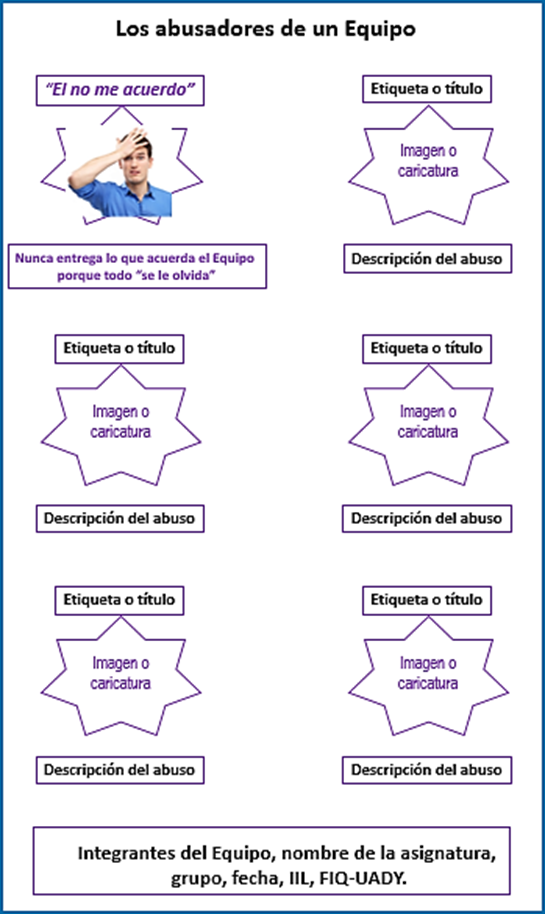 Los abusadores de un Equipo
"El no me acuerdo"
Nunca entrega lo que acuerda el Equipo
porque todo "se le olvida"
Etiqueta o título
Imagen o
caricatura
Descripción del abuso
Etiqueta o título
Imagen o
caricatura
Descripción del abuso
Etiqueta o título
Imagen o
caricatura
Descripción del abuso
Etiqueta o título
Imagen o
caricatura
Descripción del abuso
Etiqueta o título
Imagen o
caricatura
Descripción del abuso
Integrantes del Equipo, nombre de la asignatura,
grupo, fecha, IIL, FIQ-UADY.